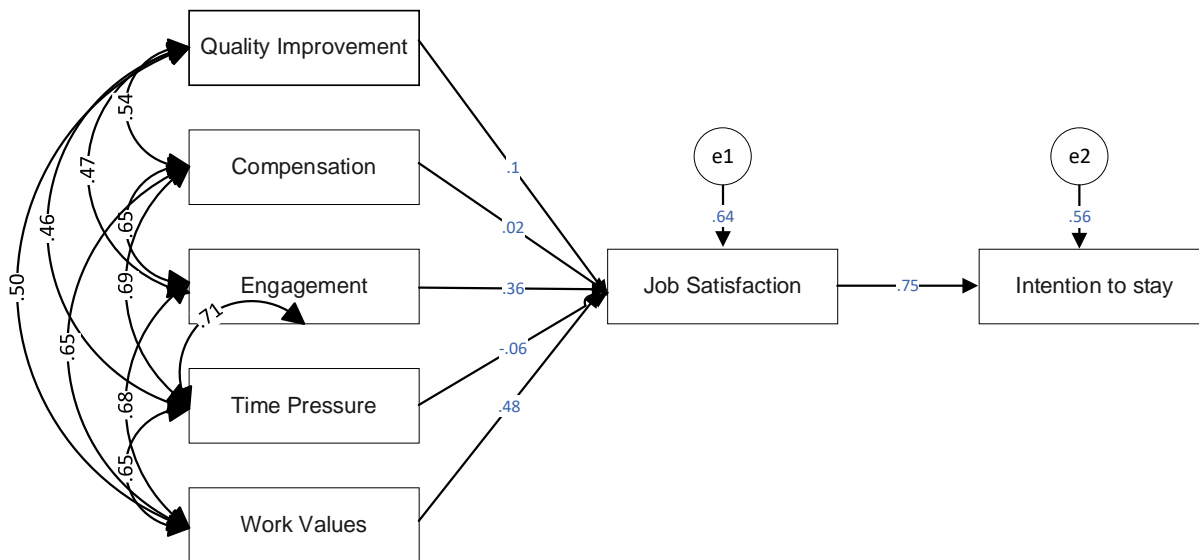 Quality Improvement
.54
Compensation
.1
e1
e2
.47
.65
.02
.64
.56
.46
.69
.50
Engagement
.71
.36
Job Satisfaction
.75
Intention to stay
.65
.68
-.06
Time Pressure
.48
.65
Work Values